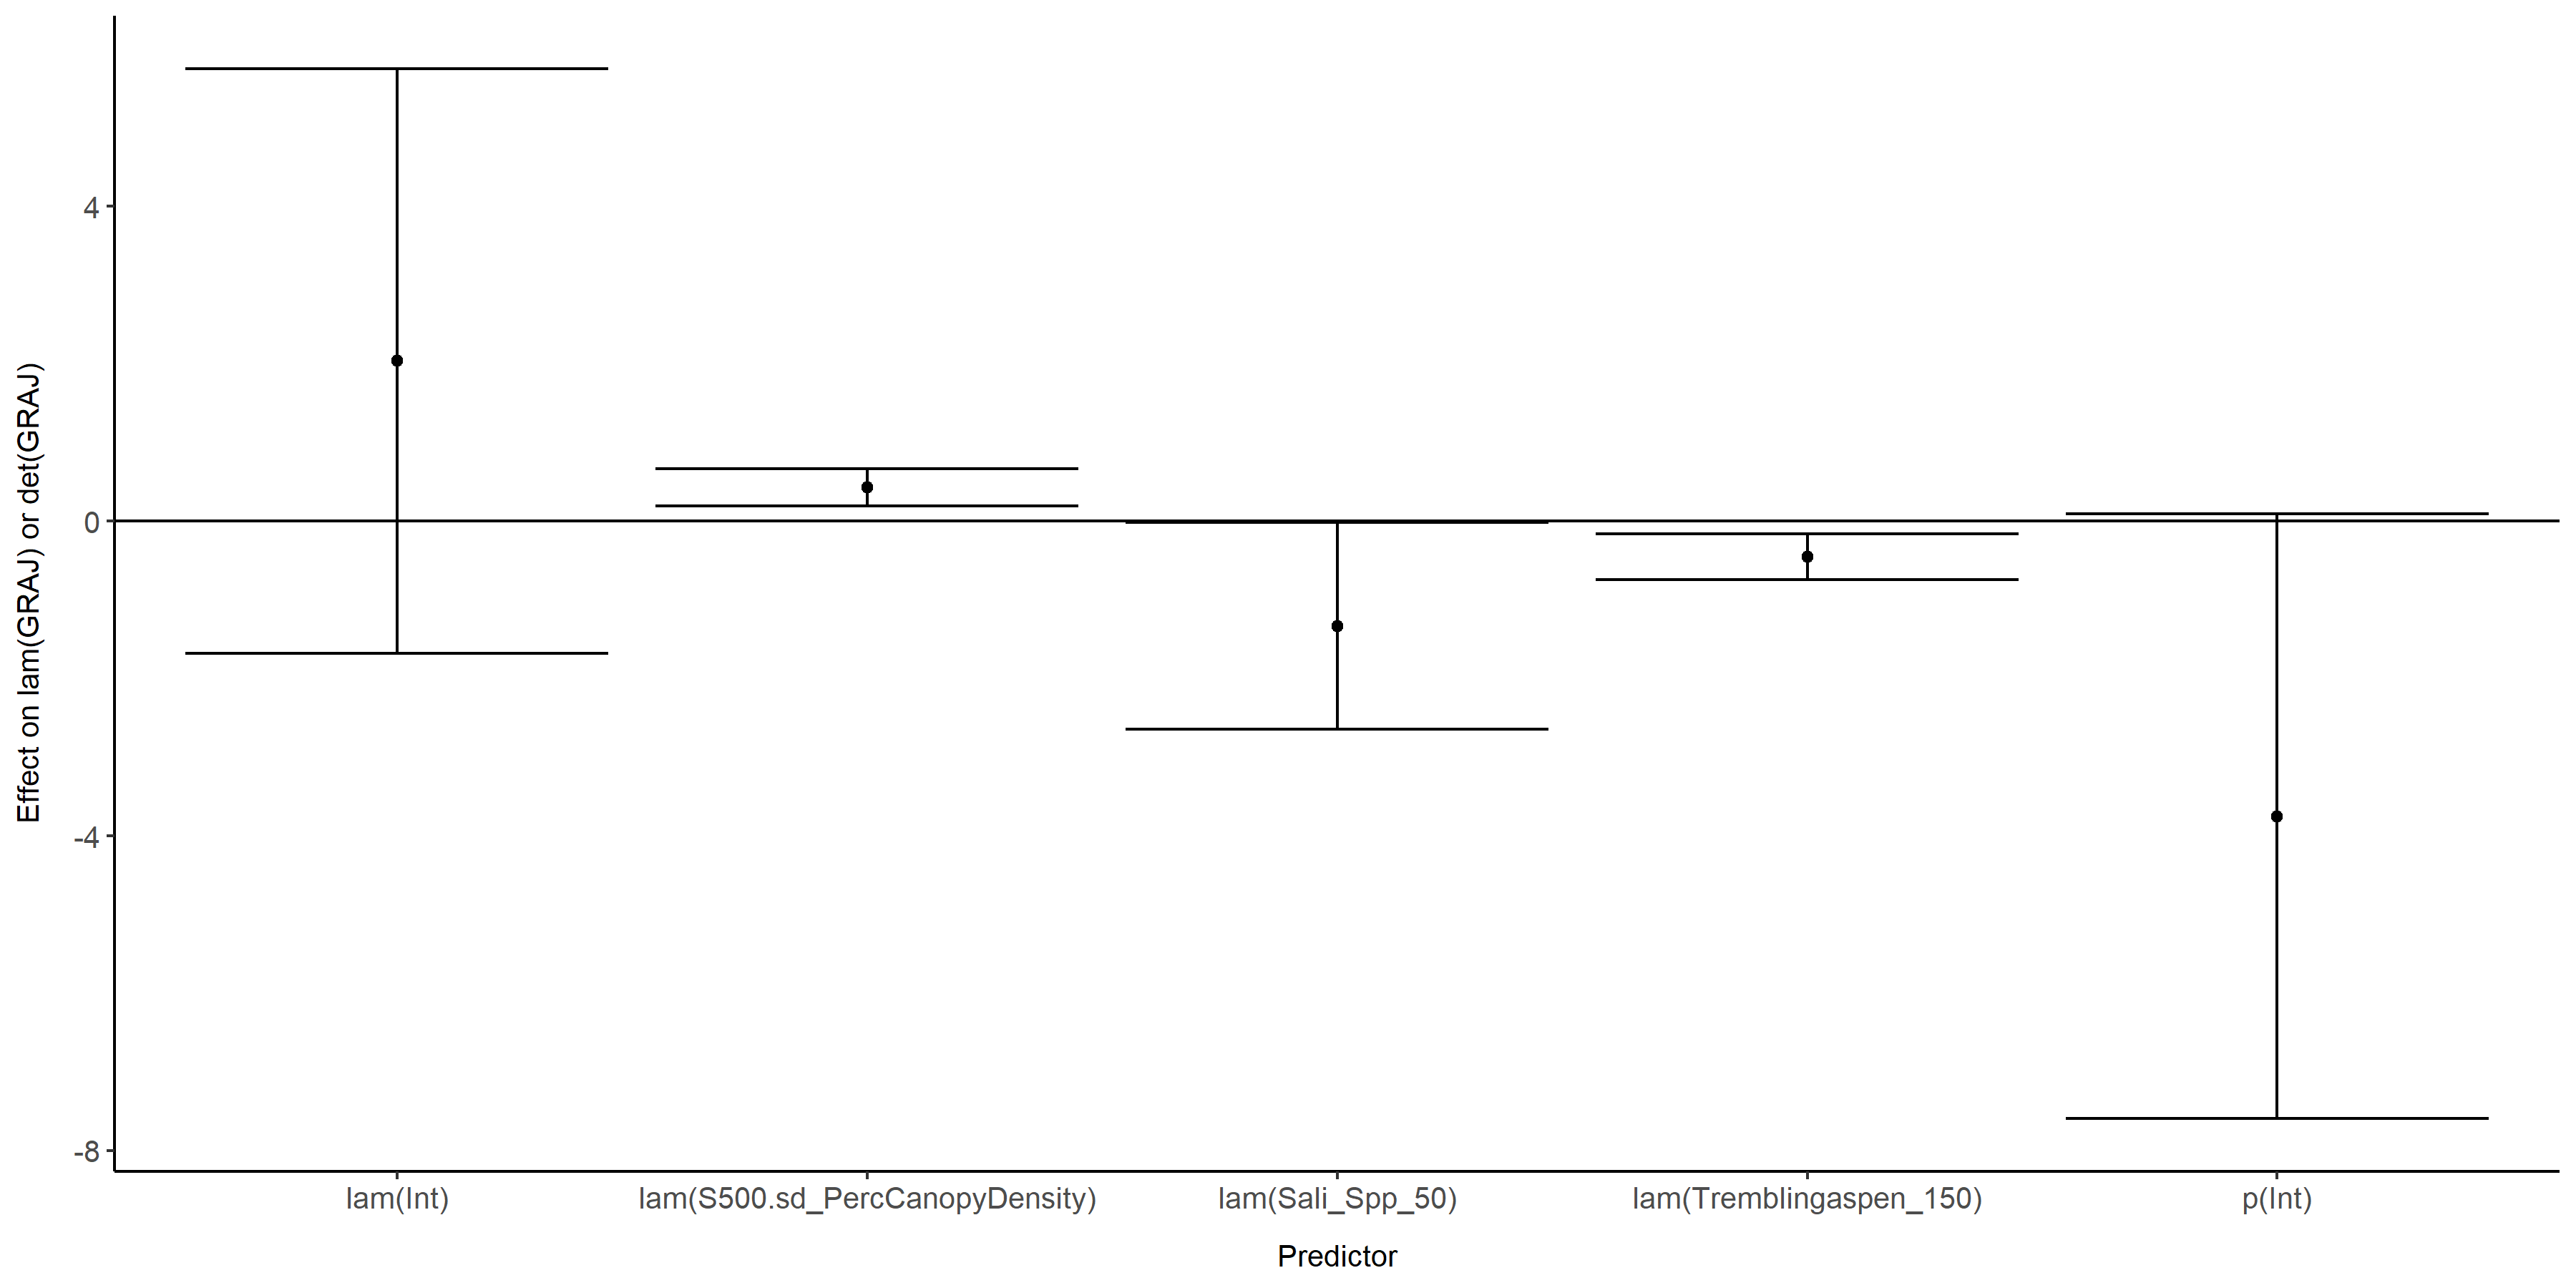 Effect on lam(GRAJ) or det(GRAJ)
4
0
-4
-8
lam(Int)
lam(S500.sd_PercCanopyDensity)
lam(Sali_Spp_50)
lam(Tremblingaspen_150)
p(Int)
Predictor